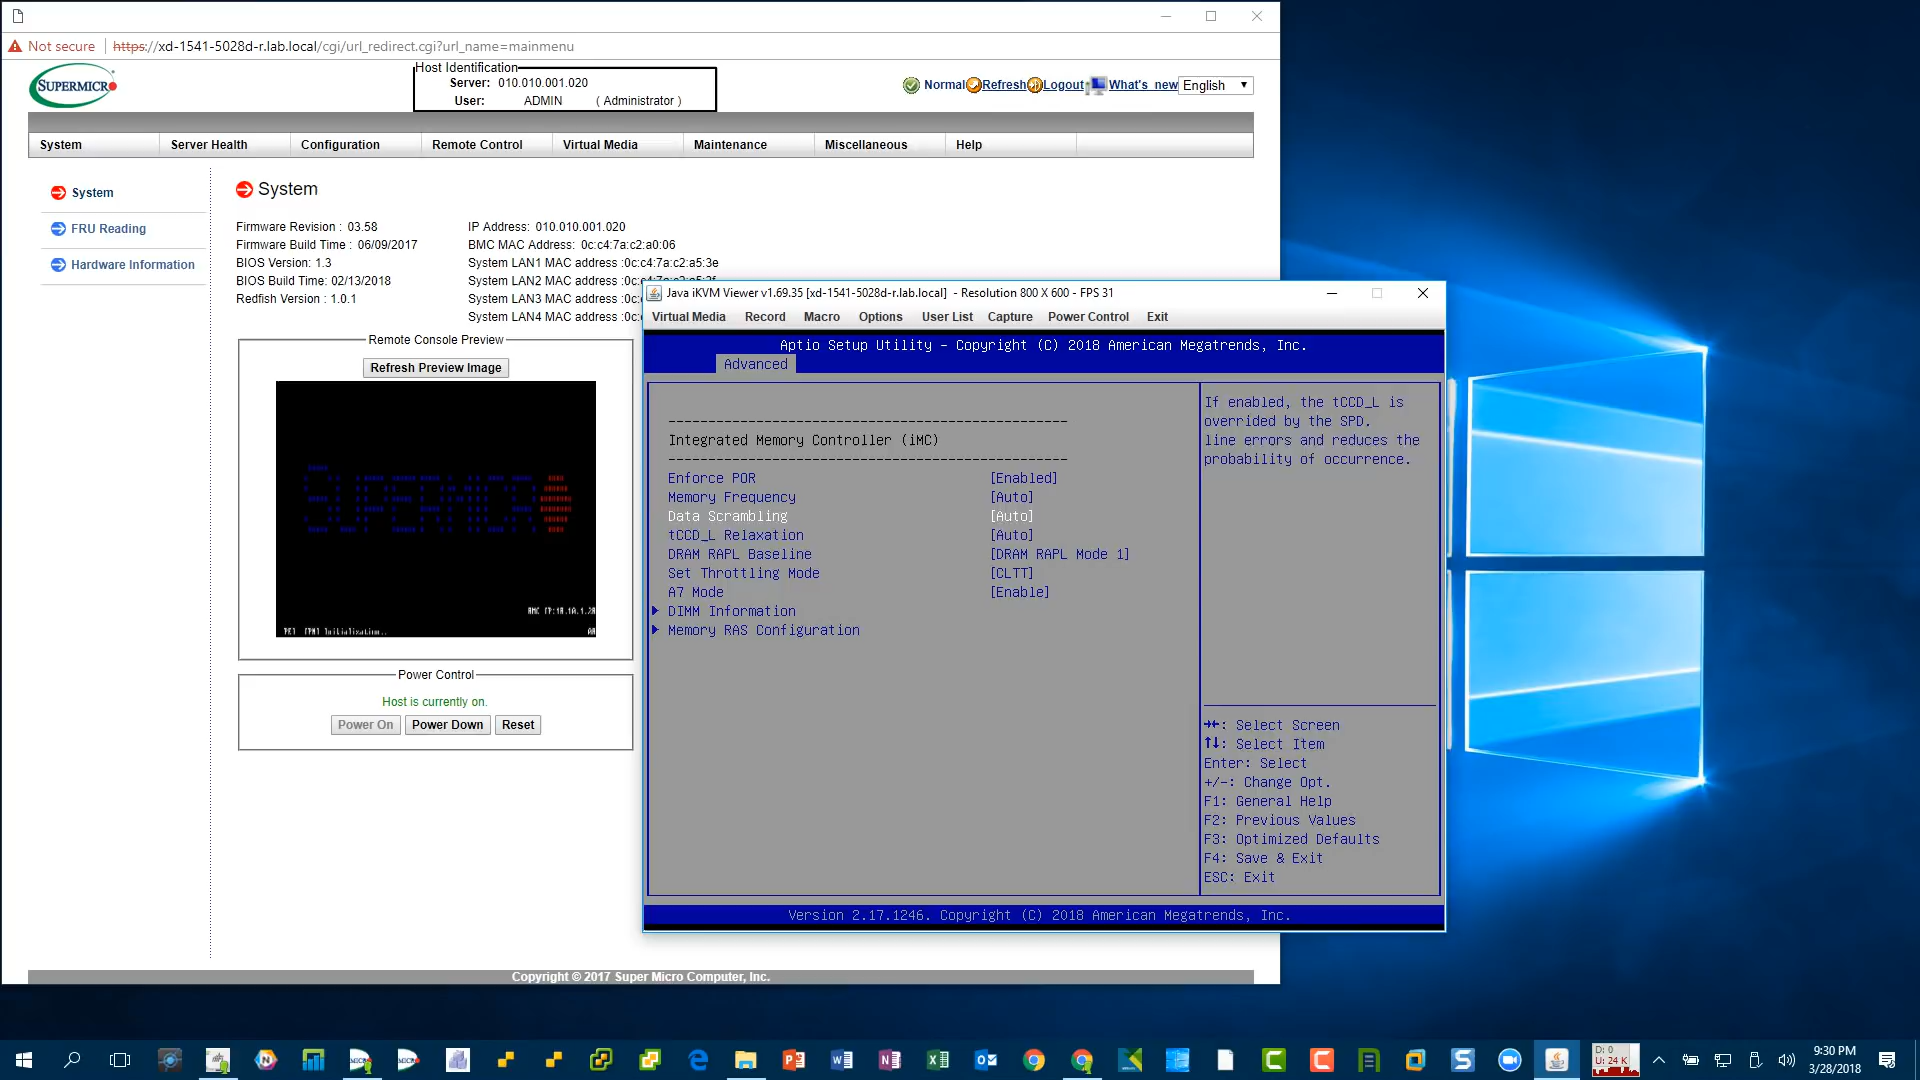 Not secure | https://xd-1541-5028d-r.lab.local/cgi/url_redirect.cgi?url_name=mainmenu
SUPERMICR
Host Identification
Server: 010.010.001.020
User: ADMIN ( Administrator )
Normal Refresh Logout What's new English
System Server Health Configuration Remote Control Virtual Media Maintenance Miscellaneous Help
System
FRU Reading
Hardware Information
System
Firmware Revision : 03.58
Firmware Build Time : 06/09/2017
BIOS Version: 1.3
BIOS Build Time: 02/13/2018
Redfish Version : 1.0.1
IP Address: 010.010.001.020
BMC MAC Address: 0c:c4:7a:c2:a0:06
System LAN1 MAC address :0c:c4:7a:c2:a5:3e
System LAN2 MAC address :0c:c4:7a:c2:a5:3f
System LAN3 MAC address :0c:
System LAN4 MAC address :0c:
Remote Console Preview
Refresh Preview Image
SUPERMICR
Power Control
Host is currently on.
Power On Power Down Reset
Copyright © 2017 Super Micro Computer, Inc.
Java iKVM Viewer v1.69.35 [xd-1541-5028d-r.lab.local] - Resolution 800 X 600 - FPS 31
Virtual Media Record Macro Options User List Capture Power Control Exit
Aptio Setup Utility – Copyright (C) 2018 American Megatrends, Inc.
Advanced
--------------------------------------------------
Integrated Memory Controller (iMC)
--------------------------------------------------
Enforce POR [Enabled]
Memory Frequency [Auto]
Data Scrambling [Auto]
tCCD_L Relaxation [Auto]
DRAM RAPL Baseline [DRAM RAPL Mode 1]
Set Throttling Mode [CLTT]
A7 Mode [Enable]
DIMM Information
Memory RAS Configuration
If enabled, the tCCD_L is
overrided by the SPD.
line errors and reduces the
probability of occurrence.
→←: Select Screen
↑↓: Select Item
Enter: Select
+/-: Change Opt.
F1: General Help
F2: Previous Values
F3: Optimized Defaults
F4: Save & Exit
ESC: Exit
Version 2.17.1246. Copyright (C) 2018 American Megatrends, Inc.
D: 0
U: 24 K
9:30 PM
3/28/2018